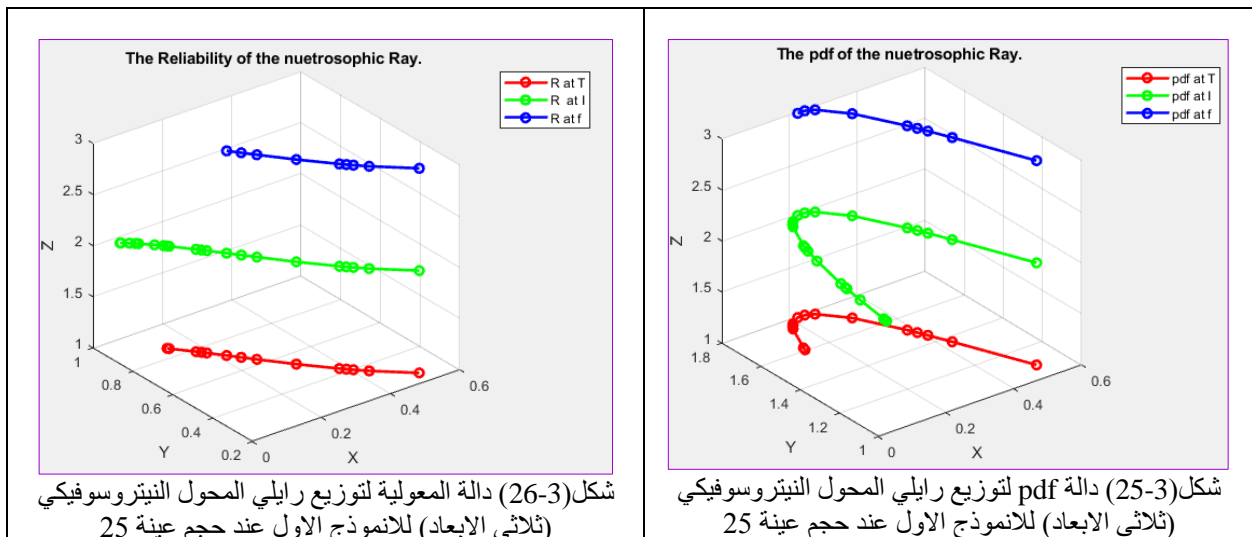 The pdf of the nuetrosophic Ray.
pdf at T
pdf at I
pdf at f
3
2.5
2
1.5
1
Z
1.8
1.6
1.4
1.2
1
Y
0
0.2
0.4
0.6
X
شكل(3-25) دالة pdf لتوزيع رايلي المحول النيتروسوفيكي
(ثلاثي الابعاد) للانموذج الاول عند حجم عينة 25
The Reliability of the nuetrosophic Ray.
R at T
R at I
R at f
3
2.5
2
1.5
1
Z
1
0.8
0.6
0.4
0.2
Y
0
0.2
0.4
0.6
X
شكل(3-26) دالة المعولية لتوزيع رايلي المحول النيتروسوفيكي
(ثلاثي الابعاد) للانموذج الاول عند حجم عينة 25